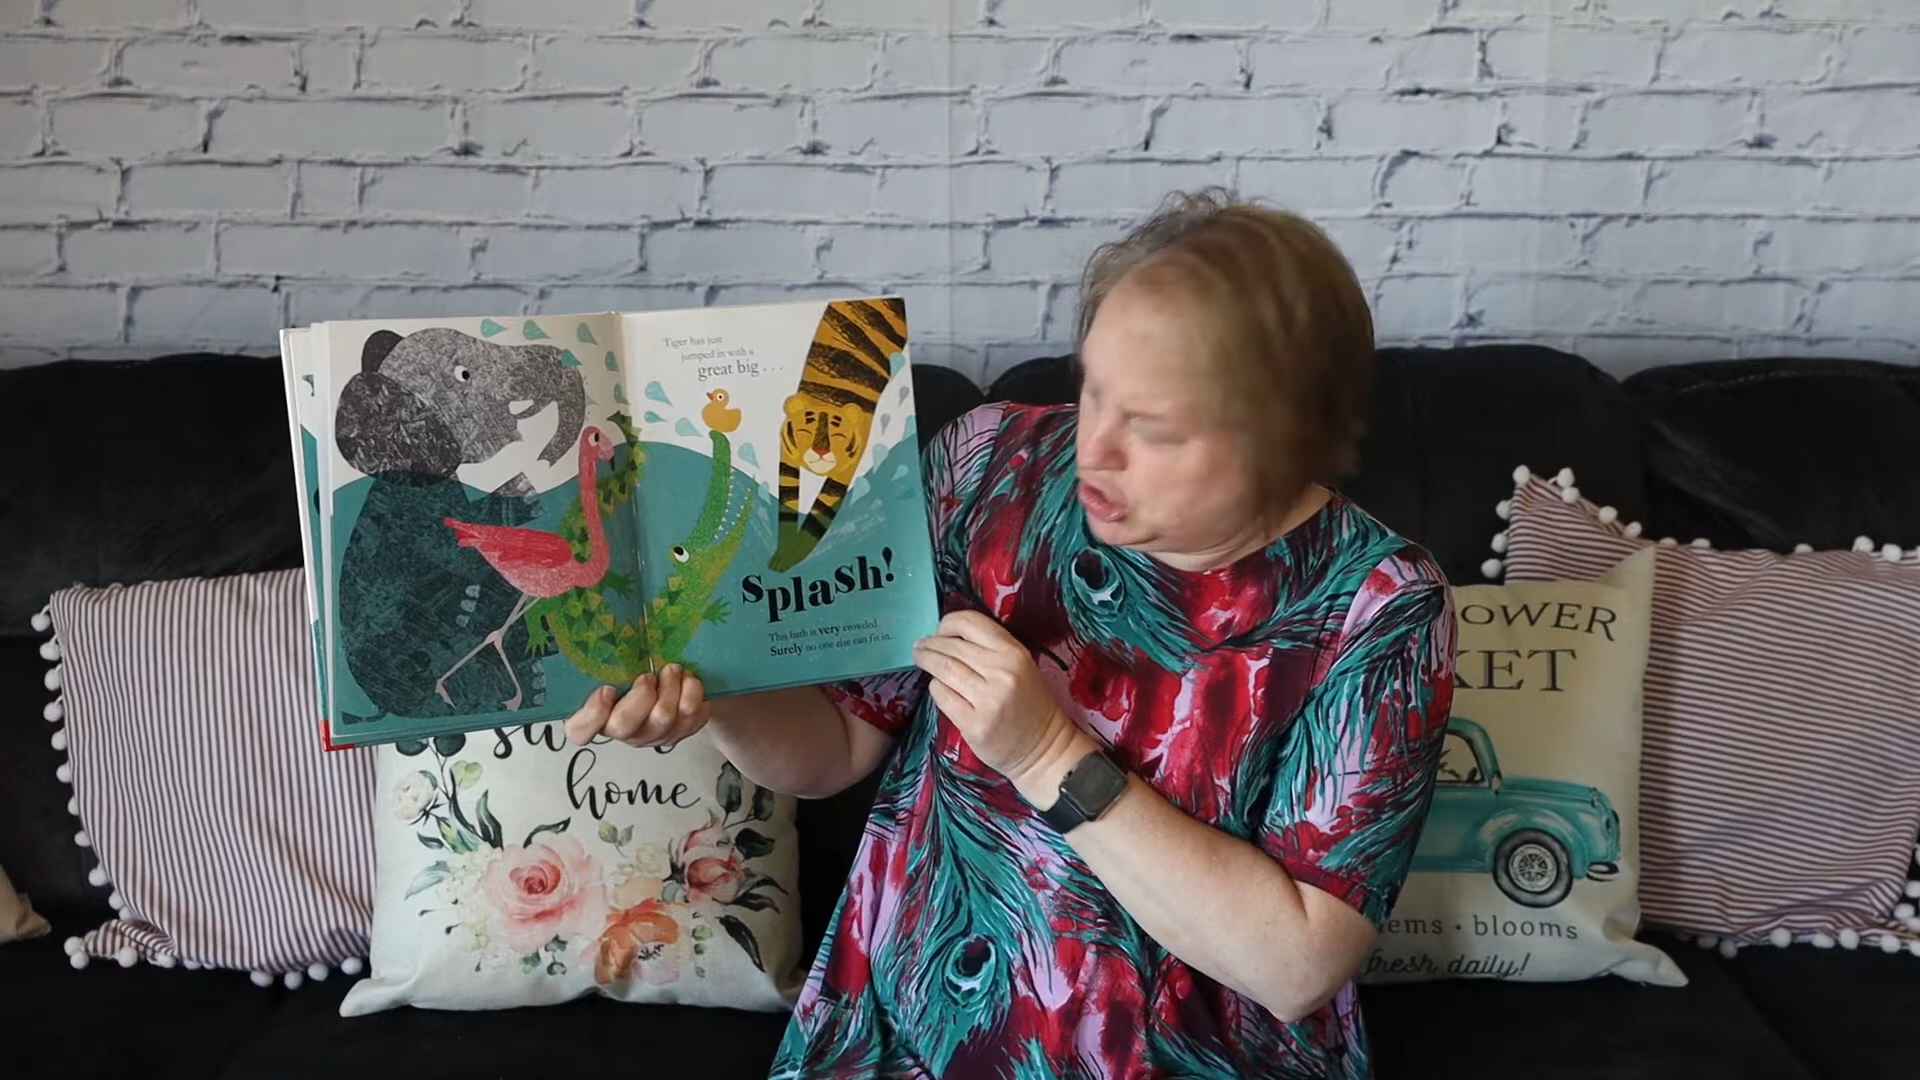 Tiger has just
jumped in with a
great big . . .
splash!
This bath is very crowded.
Surely no one else can fit in.
home
OWER
KET
ems • blooms
fresh daily!